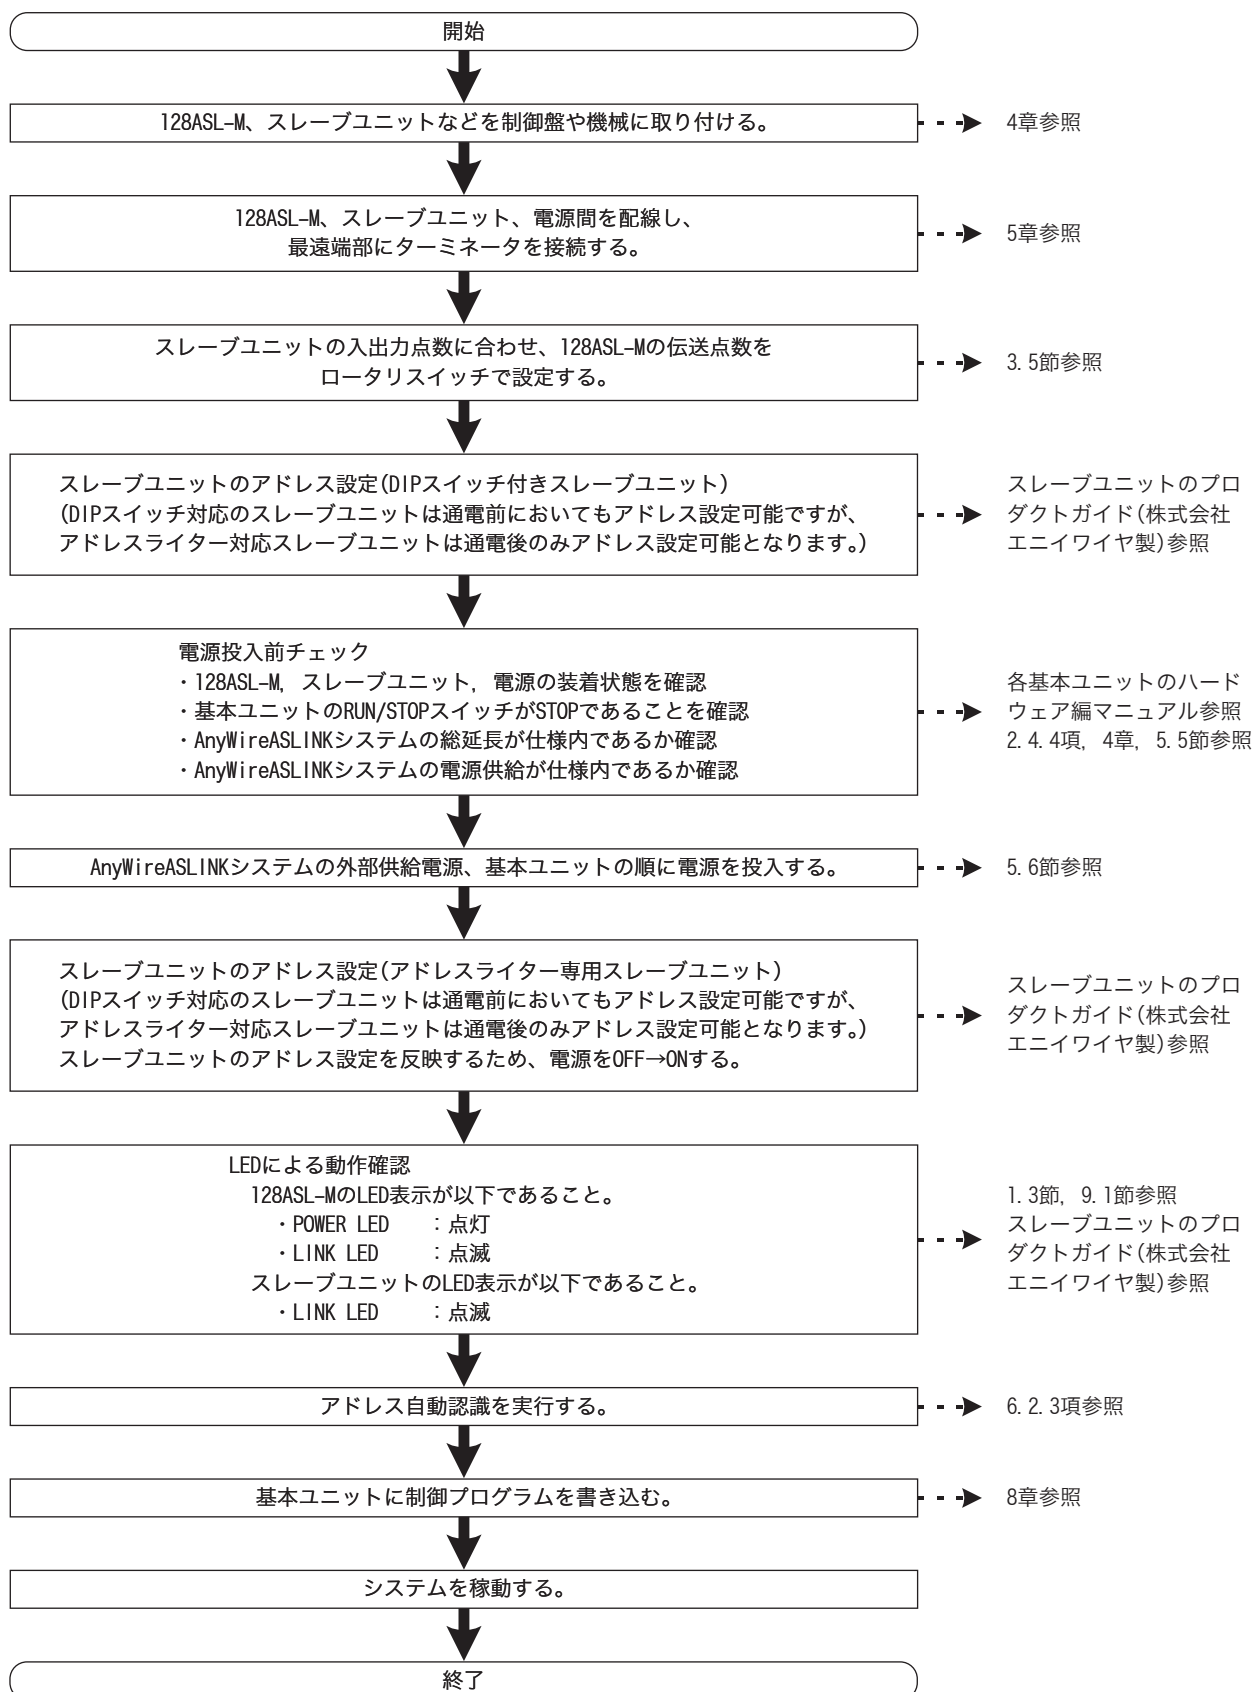 開始
128ASL-M、スレーブユニットなどを制御盤や機械に取り付ける。
4章参照
128ASL-M、スレーブユニット、電源間を配線し、
最遠端部にターミネータを接続する。
5章参照
スレーブユニットの入出力点数に合わせ、128ASL-Mの伝送点数を
ロータリスイッチで設定する。
3.5節参照
スレーブユニットのアドレス設定(DIPスイッチ付きスレーブユニット)
(DIPスイッチ対応のスレーブユニットは通電前においてもアドレス設定可能ですが、
アドレスライター対応スレーブユニットは通電後のみアドレス設定可能となります。)
スレーブユニットのプロ
ダクトガイド(株式会社
エニイワイヤ製)参照
電源投入前チェック
・128ASL-M, スレーブユニット, 電源の装着状態を確認
・基本ユニットのRUN/STOPスイッチがSTOPであることを確認
・AnyWireASLINKシステムの総延長が仕様内であるか確認
・AnyWireASLINKシステムの電源供給が仕様内であるか確認
各基本ユニットのハード
ウェア編マニュアル参照
2.4.4項, 4章, 5.5節参照
AnyWireASLINKシステムの外部供給電源、基本ユニットの順に電源を投入する。
5.6節参照
スレーブユニットのアドレス設定(アドレスライター専用スレーブユニット)
(DIPスイッチ対応のスレーブユニットは通電前においてもアドレス設定可能ですが、
アドレスライター対応スレーブユニットは通電後のみアドレス設定可能となります。)
スレーブユニットのアドレス設定を反映するため、電源をOFF→ONする。
スレーブユニットのプロ
ダクトガイド(株式会社
エニイワイヤ製)参照
LEDによる動作確認
128ASL-MのLED表示が以下であること。
・POWER LED :点灯
・LINK LED :点滅
スレーブユニットのLED表示が以下であること。
・LINK LED :点滅
1.3節, 9.1節参照
スレーブユニットのプロ
ダクトガイド(株式会社
エニイワイヤ製)参照
アドレス自動認識を実行する。
6.2.3項参照
基本ユニットに制御プログラムを書き込む。
8章参照
システムを稼動する。
終了